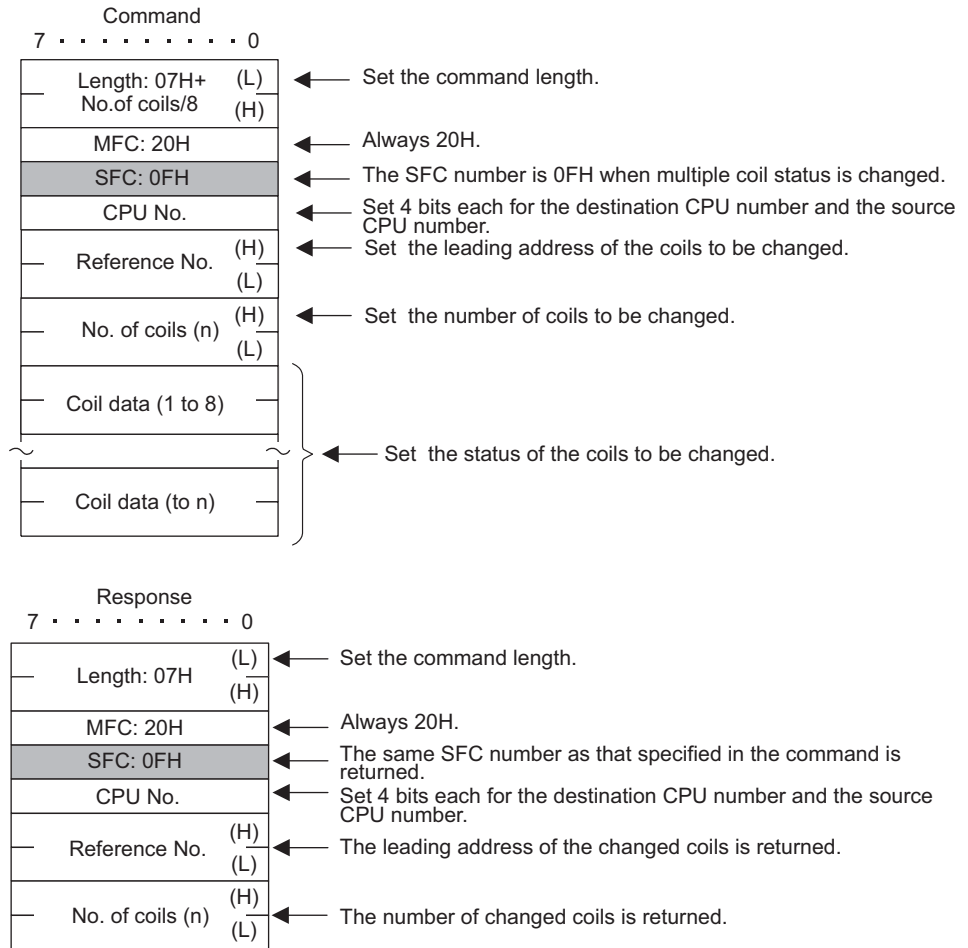 Command
7 · · · · · · · · · 0
Length: 07H+ (L)
No.of coils/8 (H)
Set the command length.
MFC: 20H
Always 20H.
SFC: 0FH
The SFC number is 0FH when multiple coil status is changed.
CPU No.
Set 4 bits each for the destination CPU number and the source
CPU number.
Reference No. (H)
(L)
Set the leading address of the coils to be changed.
No. of coils (n) (H)
(L)
Set the number of coils to be changed.
Coil data (1 to 8)
Set the status of the coils to be changed.
Coil data (to n)
Response
7 · · · · · · · · · 0
Length: 07H (L)
(H)
Set the command length.
MFC: 20H
Always 20H.
SFC: 0FH
The same SFC number as that specified in the command is
returned.
CPU No.
Set 4 bits each for the destination CPU number and the source
CPU number.
Reference No. (H)
(L)
The leading address of the changed coils is returned.
No. of coils (n) (H)
(L)
The number of changed coils is returned.